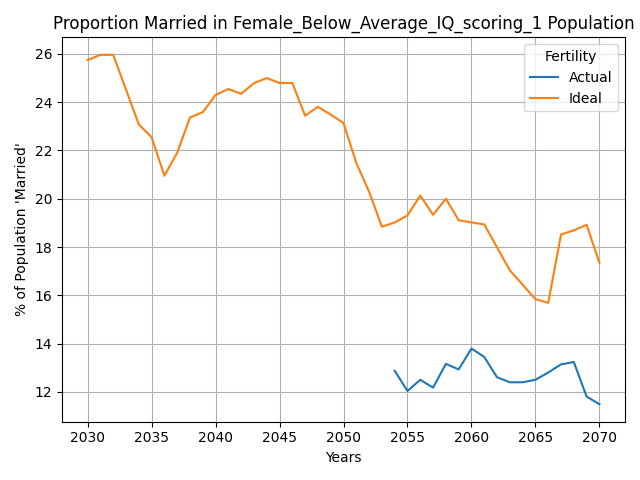 Proportion Married in Female_Below_Average_IQ_scoring_1 Population
Fertility
Actual
Ideal
% of Population 'Married'
26
24
22
20
18
16
14
12
2030 2035 2040 2045 2050 2055 2060 2065 2070
Years